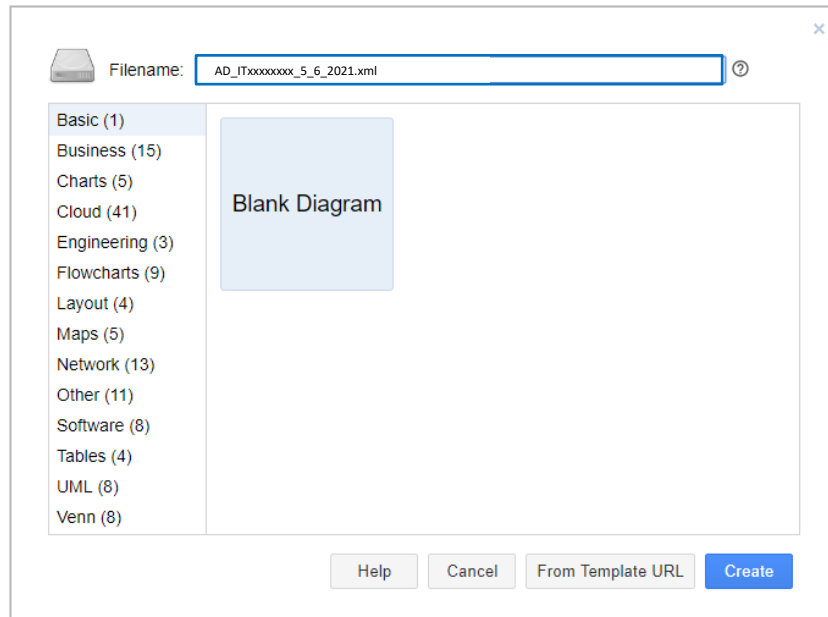 ×
Filename: AD_ITxxxxxxxx_5_6_2021.xml ?
Basic (1)
Business (15)
Charts (5)
Cloud (41)
Engineering (3)
Flowcharts (9)
Layout (4)
Maps (5)
Network (13)
Other (11)
Software (8)
Tables (4)
UML (8)
Venn (8)
Blank Diagram
Help Cancel From Template URL Create